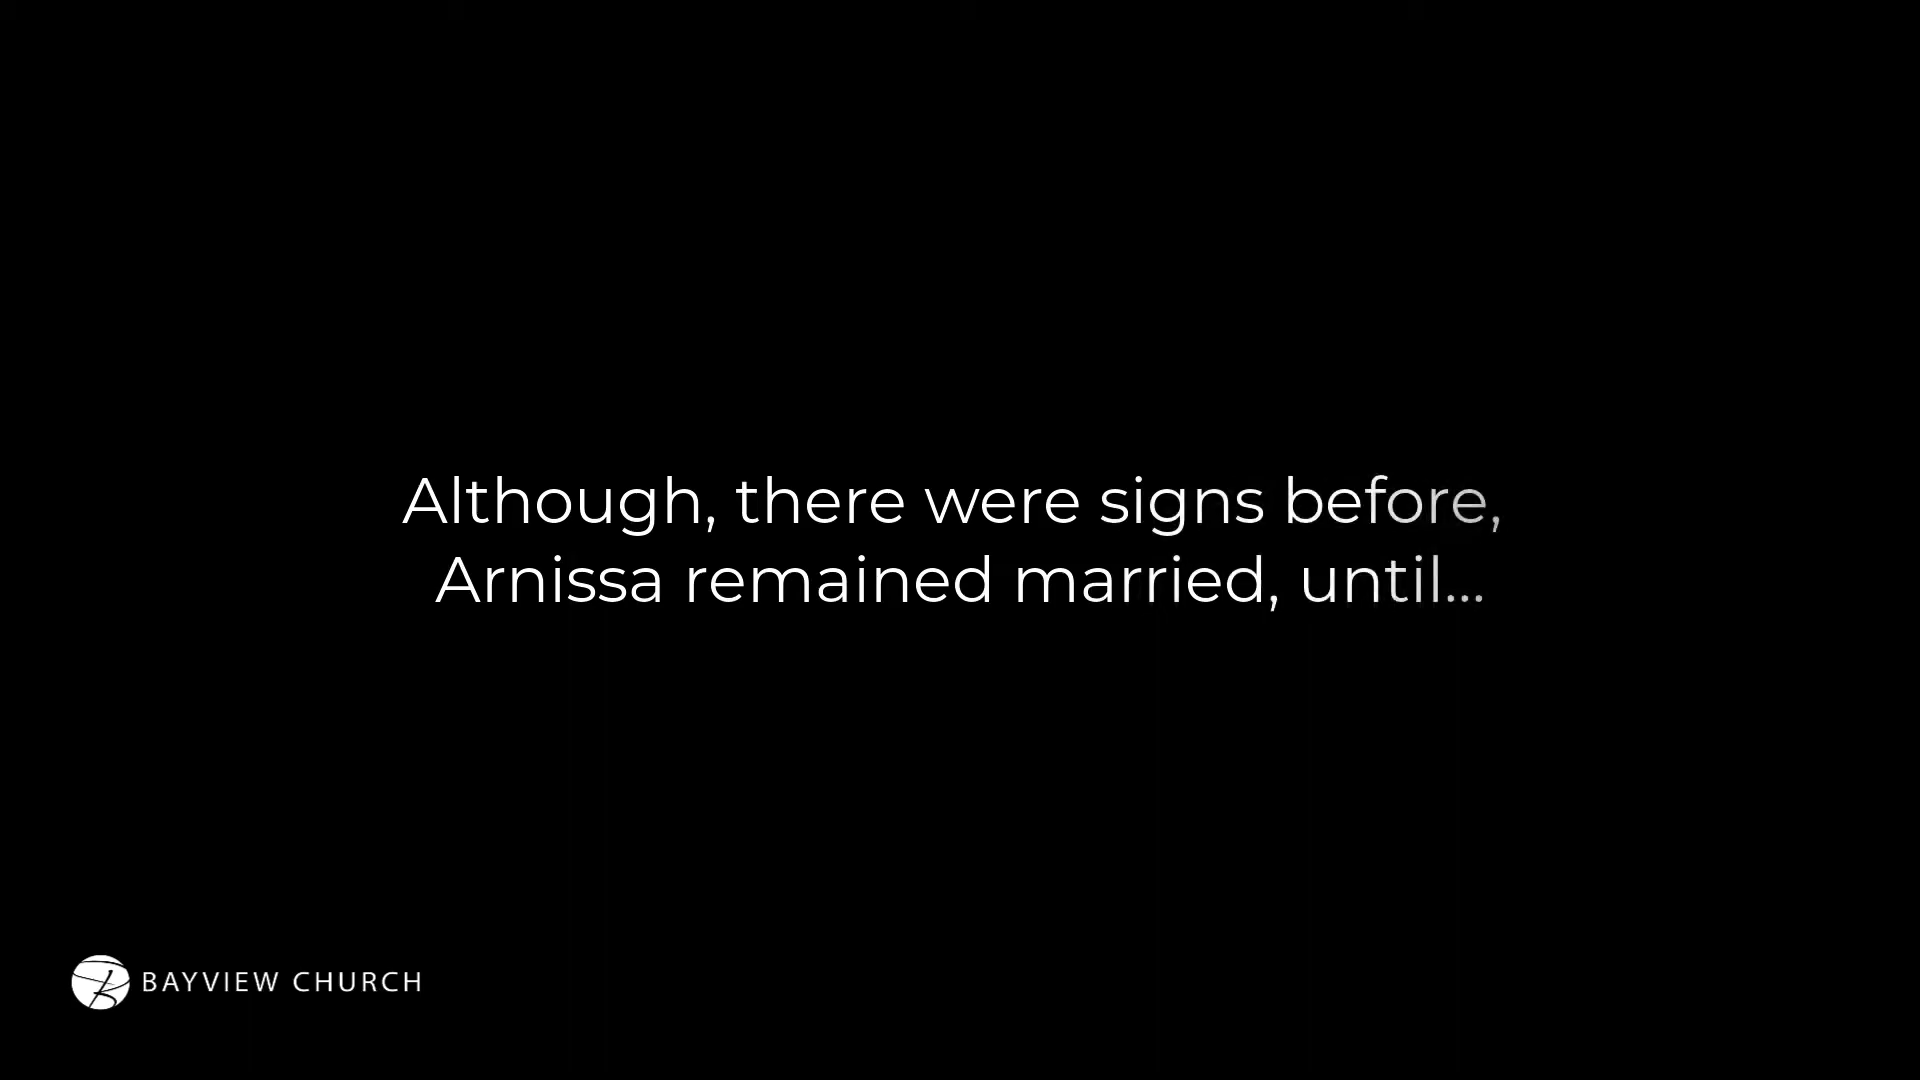 Although, there were signs before,
Arnissa remained married, until...
BAYVIEW CHURCH